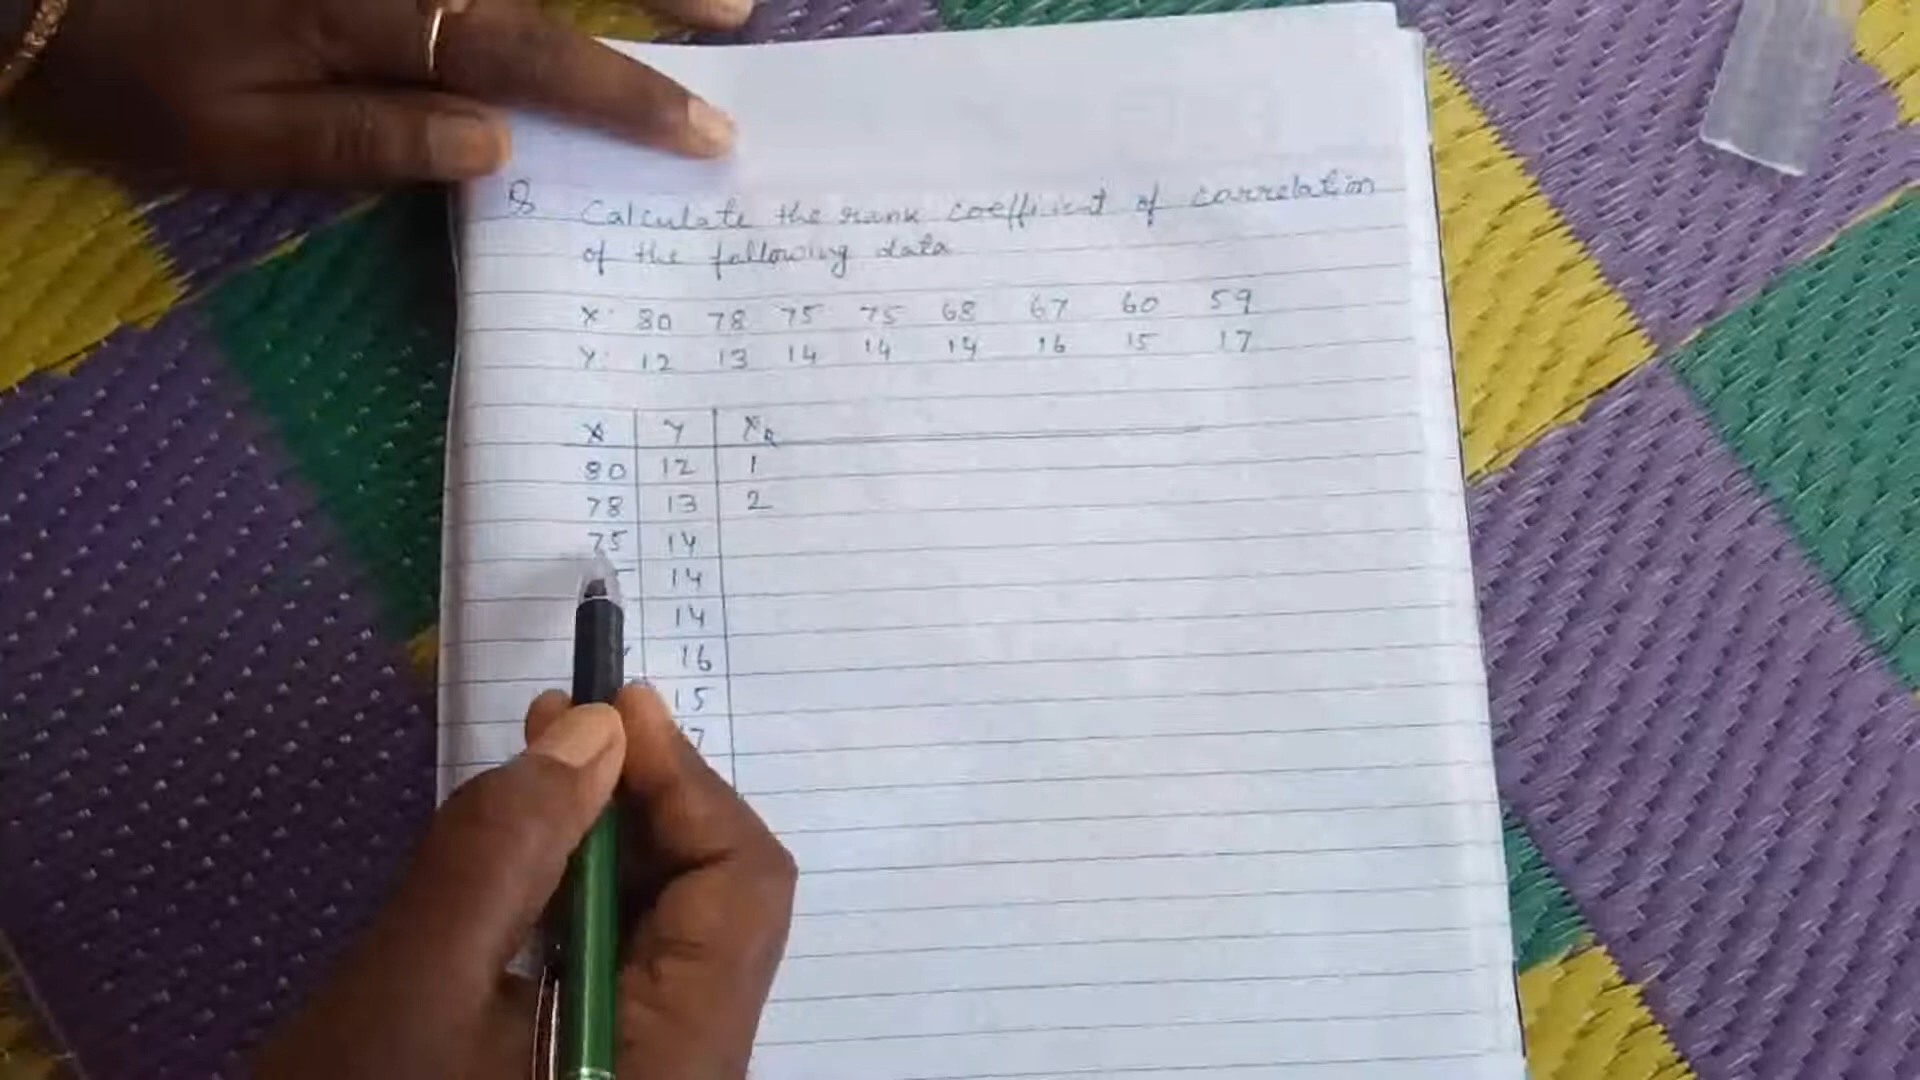 Q Calculate the rank coefficient of correlation
of the following data
X: 80 78 75 75 68 67 60 59
Y: 12 13 14 14 14 16 15 17
X Y XR
80 12 1
78 13 2
75 14
14
14
16
15
7